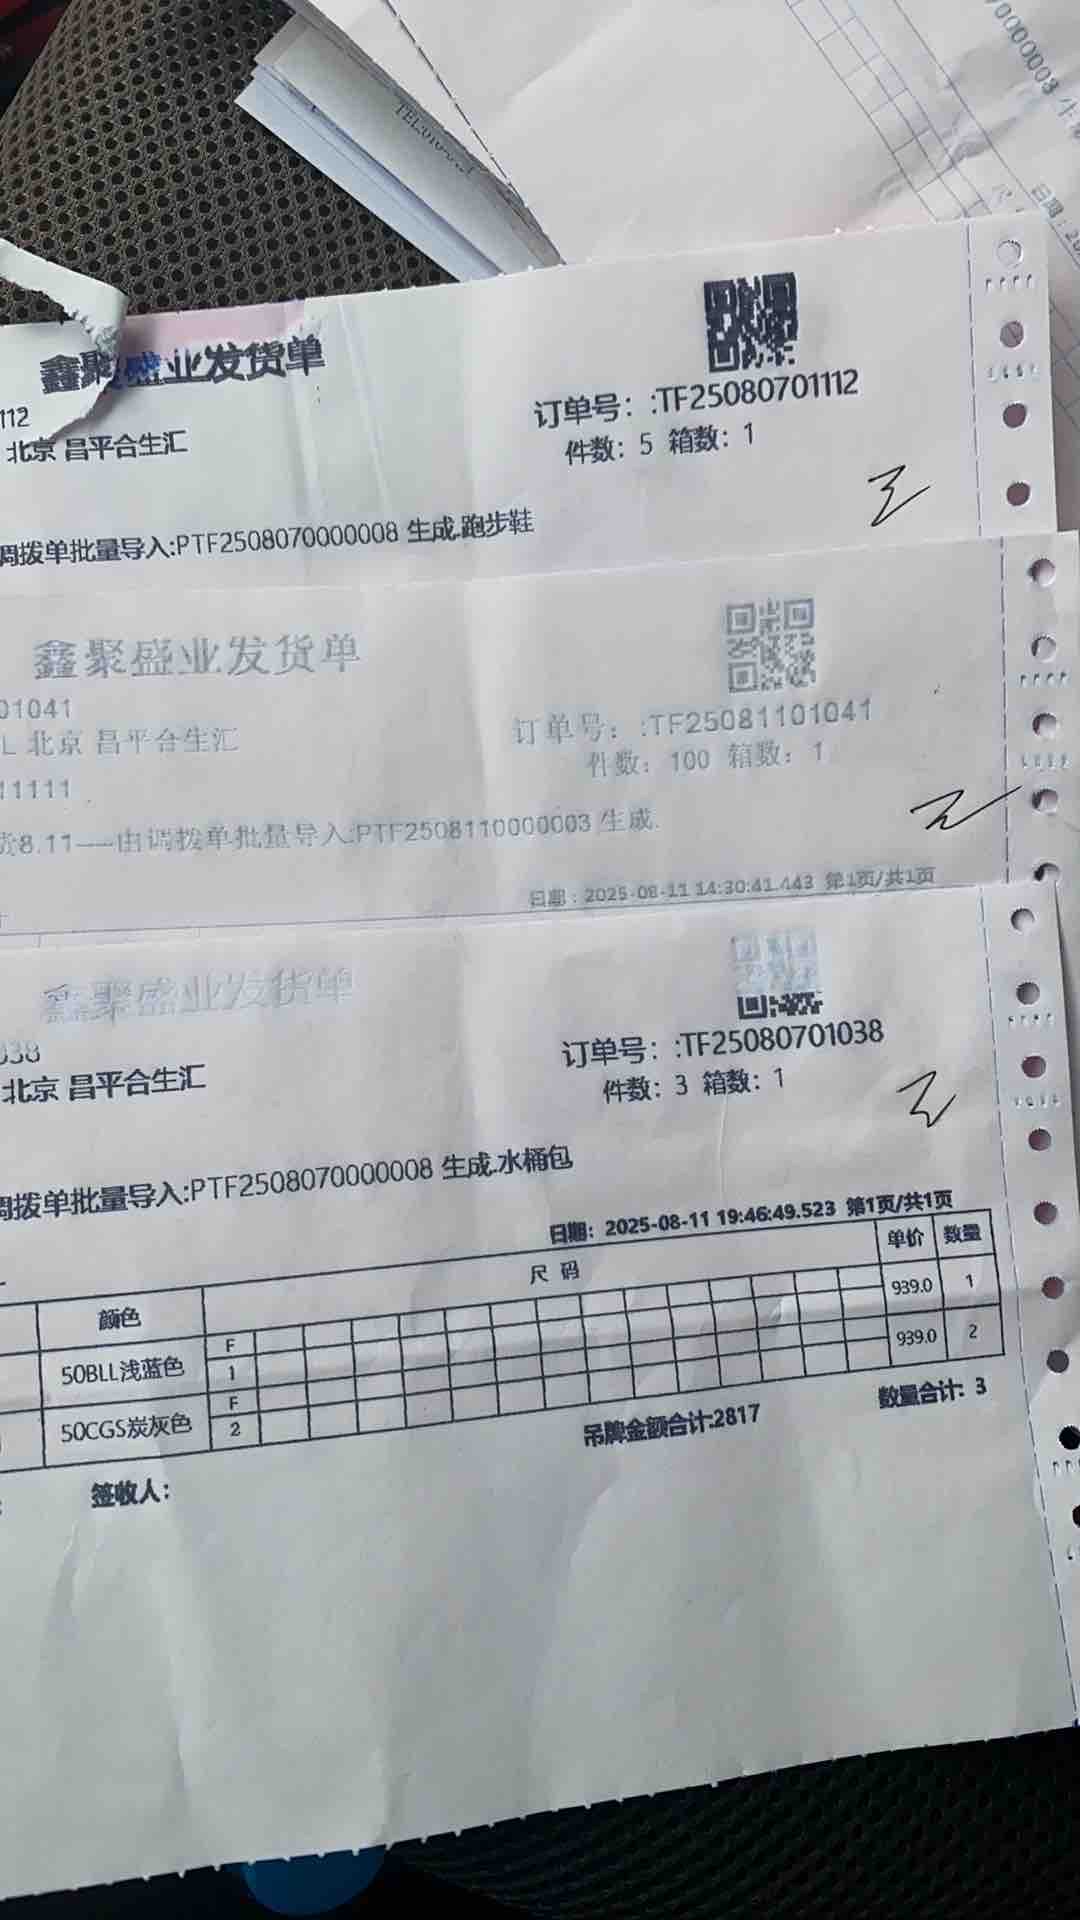 TEL:010-
0000003 生
日期：20
尺
鑫聚盛业发货单
112
北京 昌平合生汇
订单号：:TF25080701112
件数：5 箱数：1
调拨单批量导入:PTF2508070000008 生成.跑步鞋
鑫聚盛业发货单
01041
L 北京 昌平合生汇
11111
订单号：:TF25081101041
件数：100 箱数：1
货8.11----由调拨单批量导入:PTF2508110000003 生成.
日期：2025-08-11 14:30:41.443 第1页/共1页
鑫聚盛业发货单
038
北京 昌平合生汇
订单号：:TF25080701038
件数：3 箱数：1
调拨单批量导入:PTF2508070000008 生成.水桶包
日期：2025-08-11 19:46:49.523 第1页/共1页
颜色 尺 码 单价 数量
50BLL浅蓝色 F 1 939.0 1
50CGS炭灰色 F 2 939.0 2
吊牌金额合计:2817 数量合计: 3
签收人：